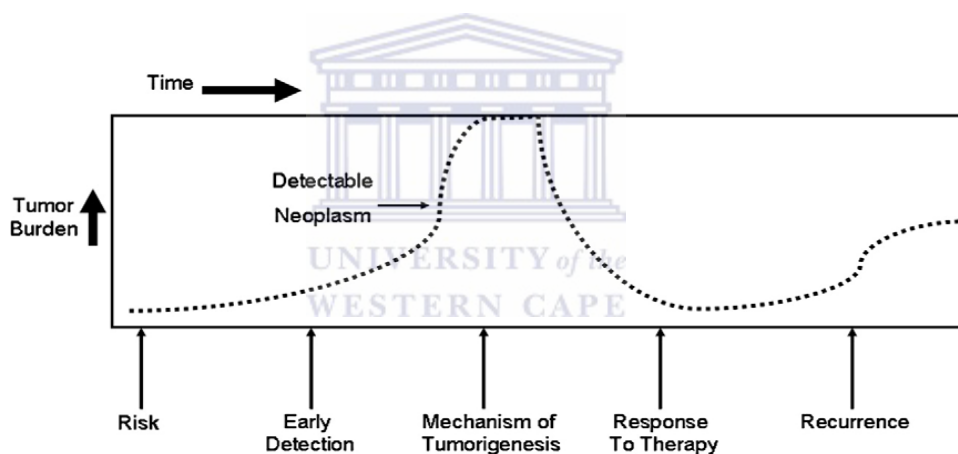 Time
Detectable
Neoplasm
Tumor
Burden
UNIVERSITY of the
WESTERN CAPE
Risk
Early
Detection
Mechanism of
Tumorigenesis
Response
To Therapy
Recurrence